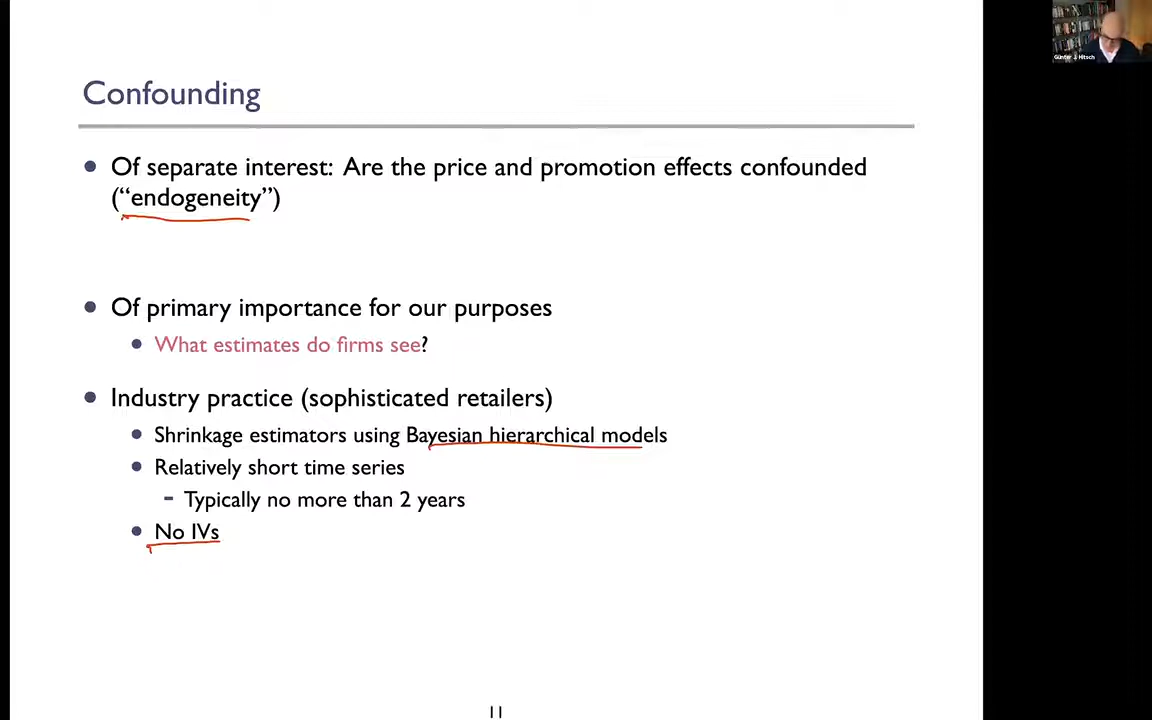 Günter J. Hitsch
Confounding
• Of separate interest: Are the price and promotion effects confounded
("endogeneity")
• Of primary importance for our purposes
• What estimates do firms see?
• Industry practice (sophisticated retailers)
• Shrinkage estimators using Bayesian hierarchical models
• Relatively short time series
- Typically no more than 2 years
• No IVs
11